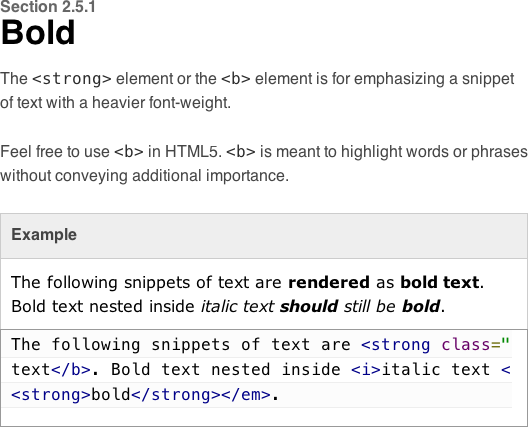 Section 2.5.1
Bold
The <strong> element or the <b> element is for emphasizing a snippet
of text with a heavier font-weight.
Feel free to use <b> in HTML5. <b> is meant to highlight words or phrases
without conveying additional importance.
Example
The following snippets of text are rendered as bold text.
Bold text nested inside italic text should still be bold.
The following snippets of text are <strong class="
text</b>. Bold text nested inside <i>italic text <
<strong>bold</strong></em>.